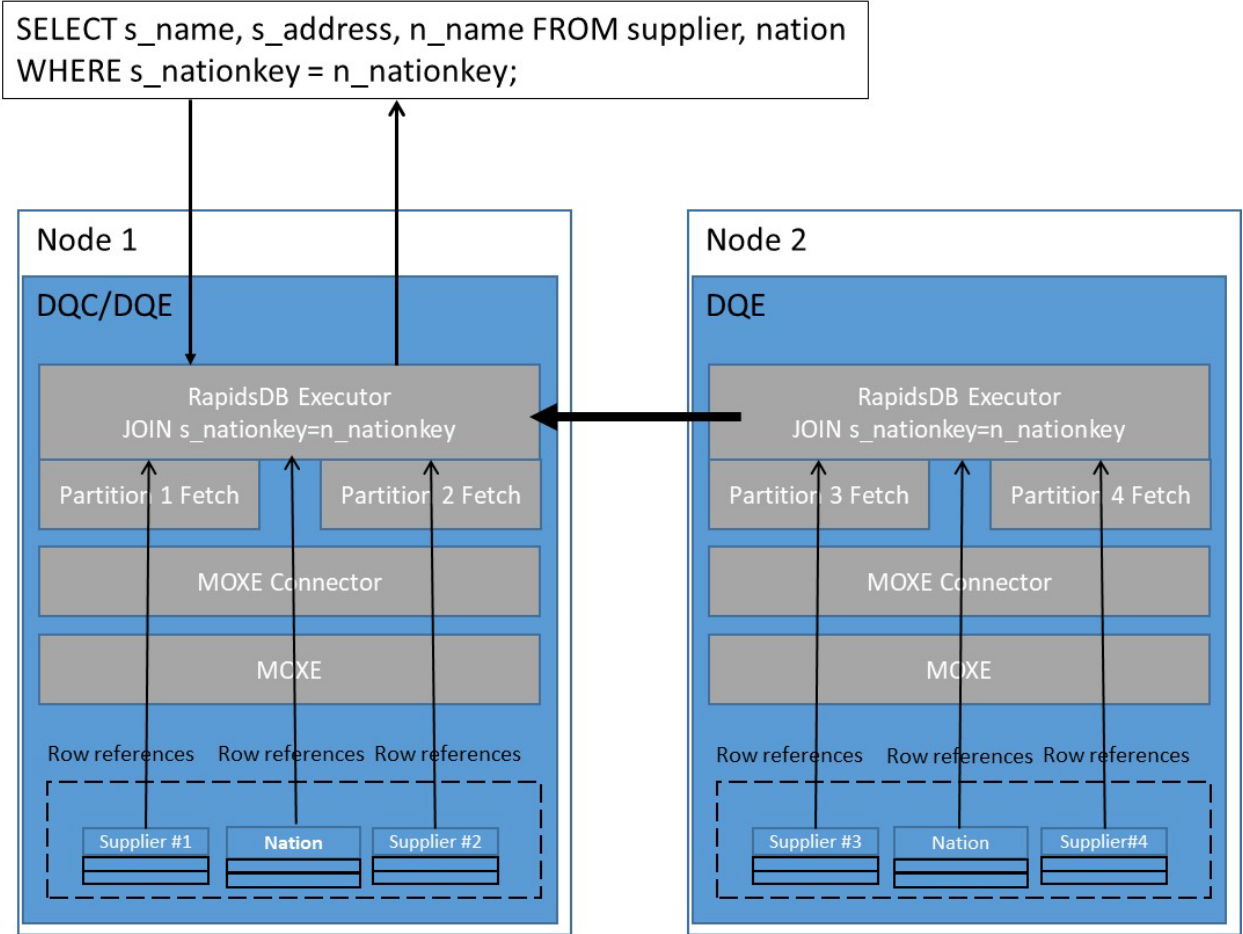 SELECT s_name, s_address, n_name FROM supplier, nation
WHERE s_nationkey = n_nationkey;
Node 1
DQC/DQE
RapidsDB Executor
JOIN s_nationkey=n_nationkey
Partition 1 Fetch
Partition 2 Fetch
MOXE Connector
MOXE
Row references
Row references
Row references
Supplier #1
Nation
Supplier #2
Node 2
DQE
RapidsDB Executor
JOIN s_nationkey=n_nationkey
Partition 3 Fetch
Partition 4 Fetch
MOXE Connector
MOXE
Row references
Row references
Row references
Supplier #3
Nation
Supplier#4